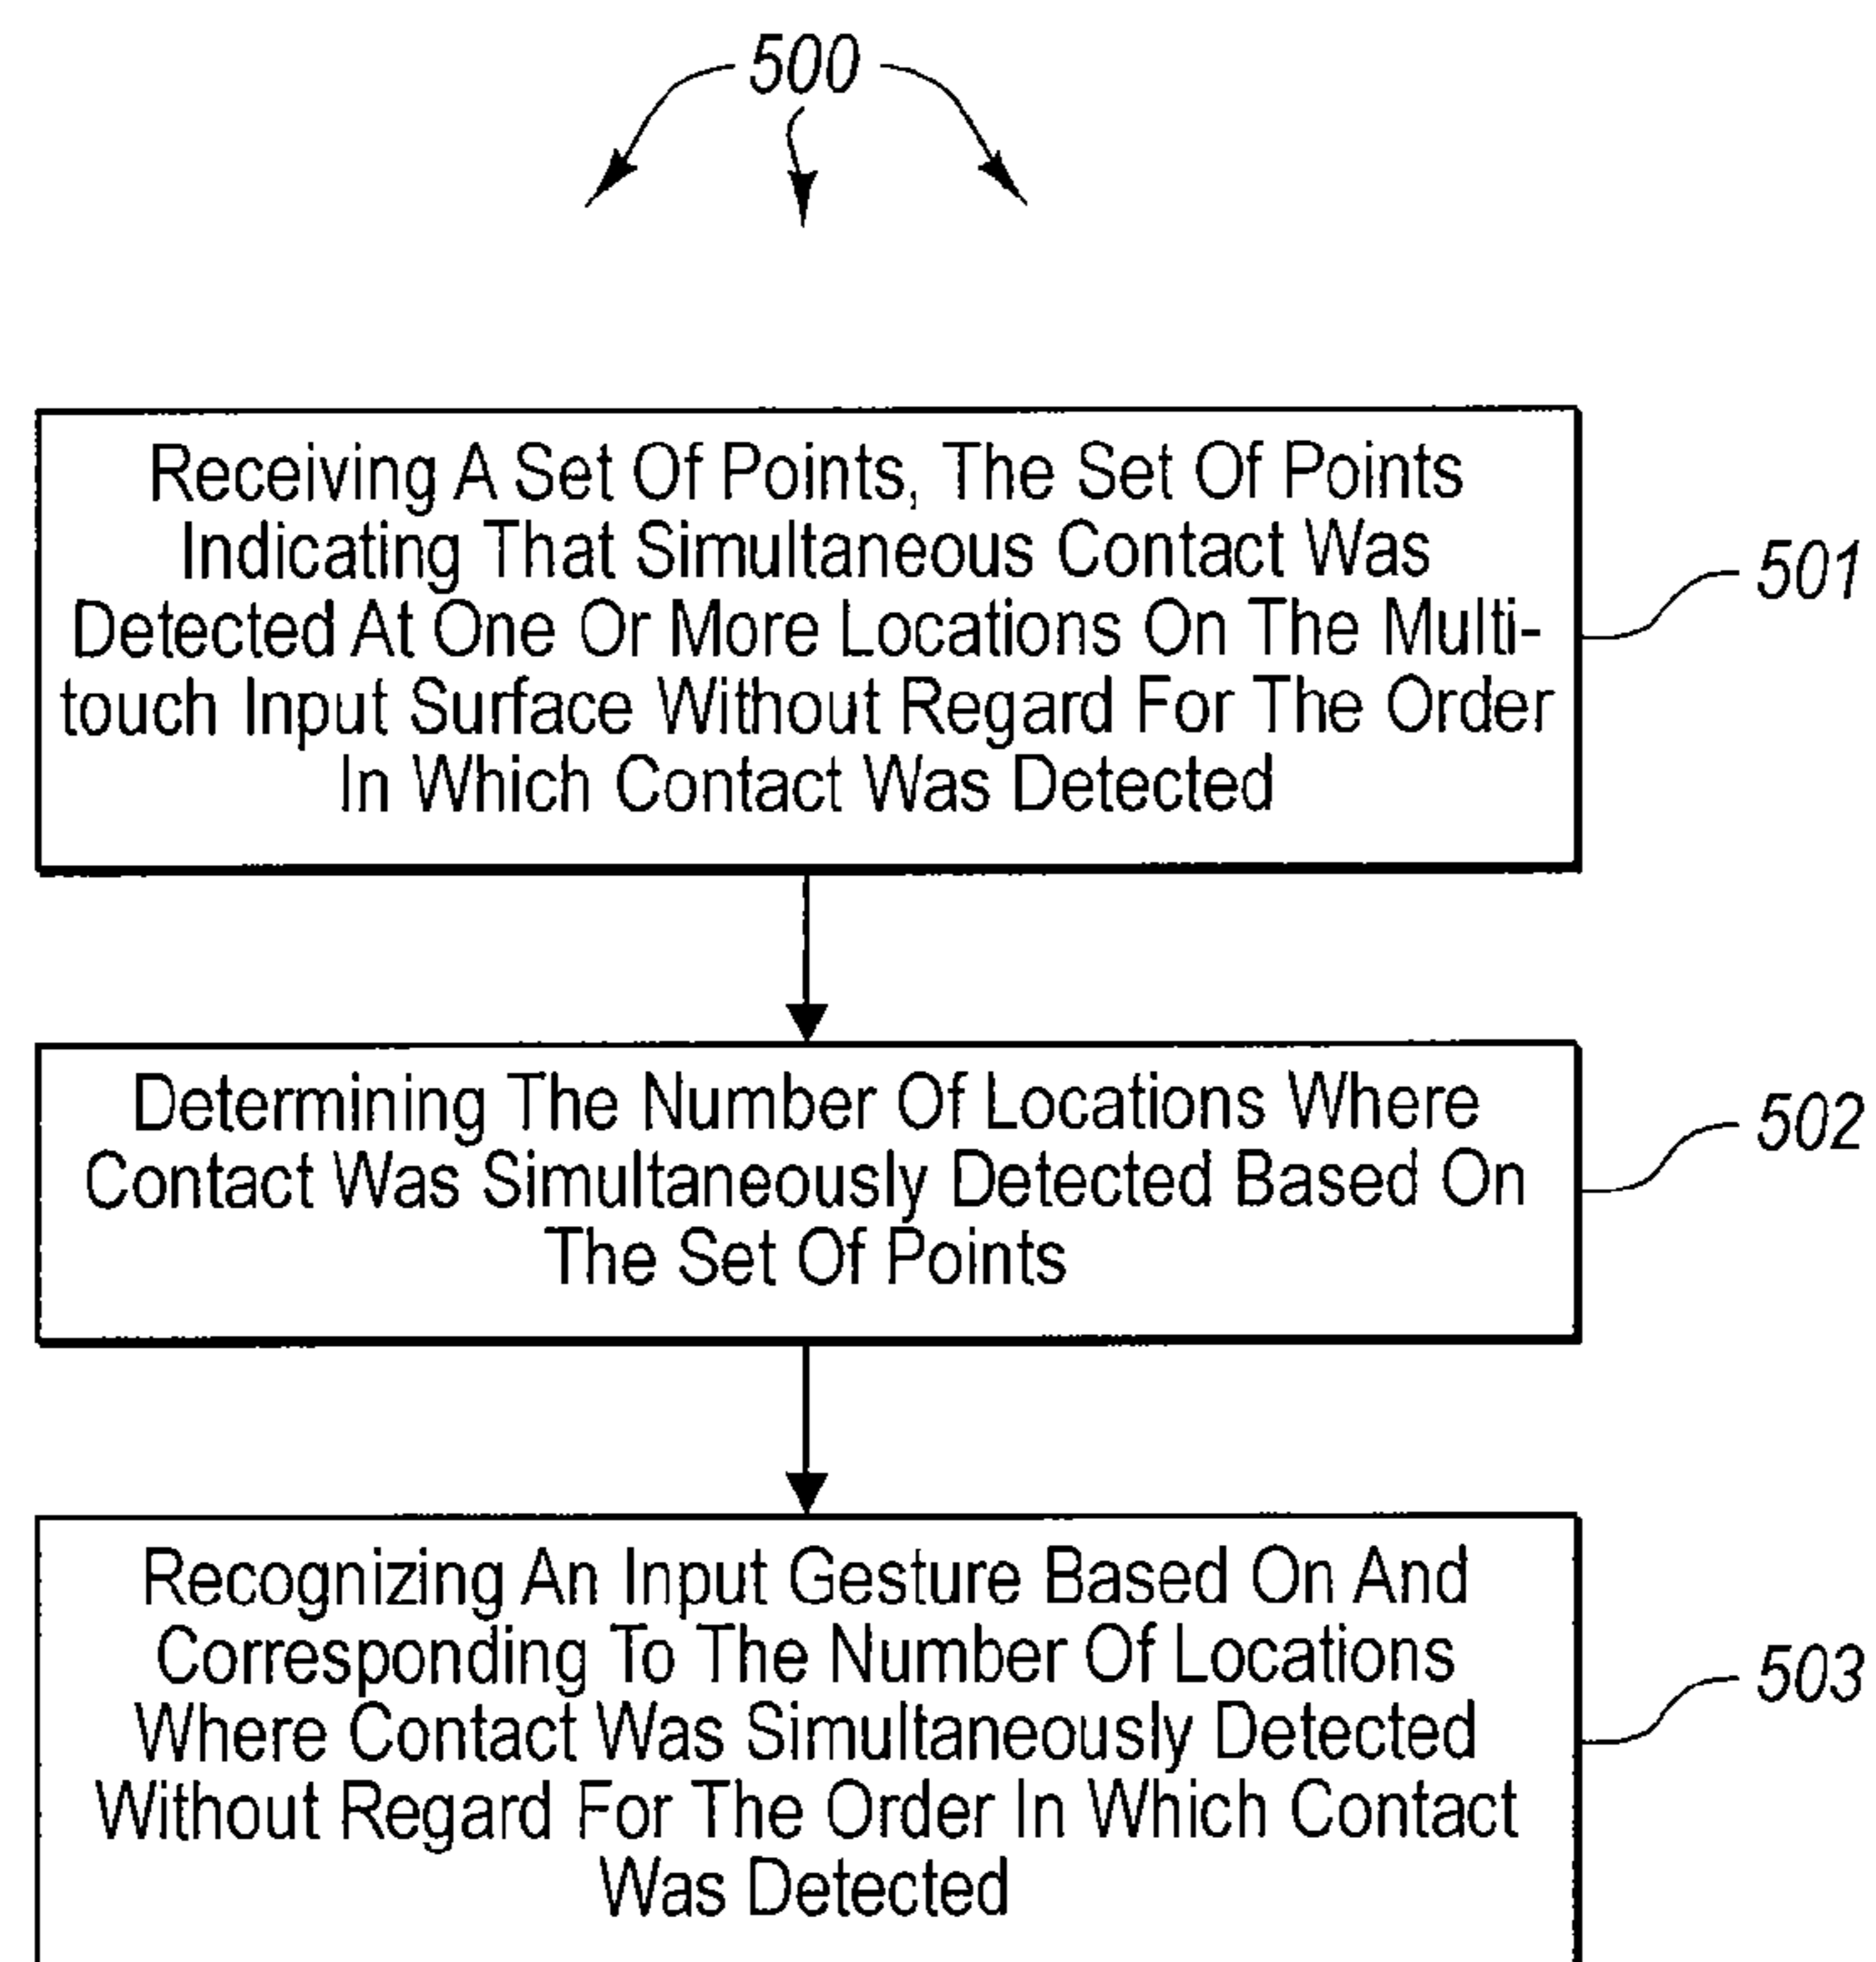 500
Receiving A Set Of Points, The Set Of Points
Indicating That Simultaneous Contact Was
Detected At One Or More Locations On The Multi-
touch Input Surface Without Regard For The Order
In Which Contact Was Detected
501
Determining The Number Of Locations Where
Contact Was Simultaneously Detected Based On
The Set Of Points
502
Recognizing An Input Gesture Based On And
Corresponding To The Number Of Locations
Where Contact Was Simultaneously Detected
Without Regard For The Order In Which Contact
Was Detected
503